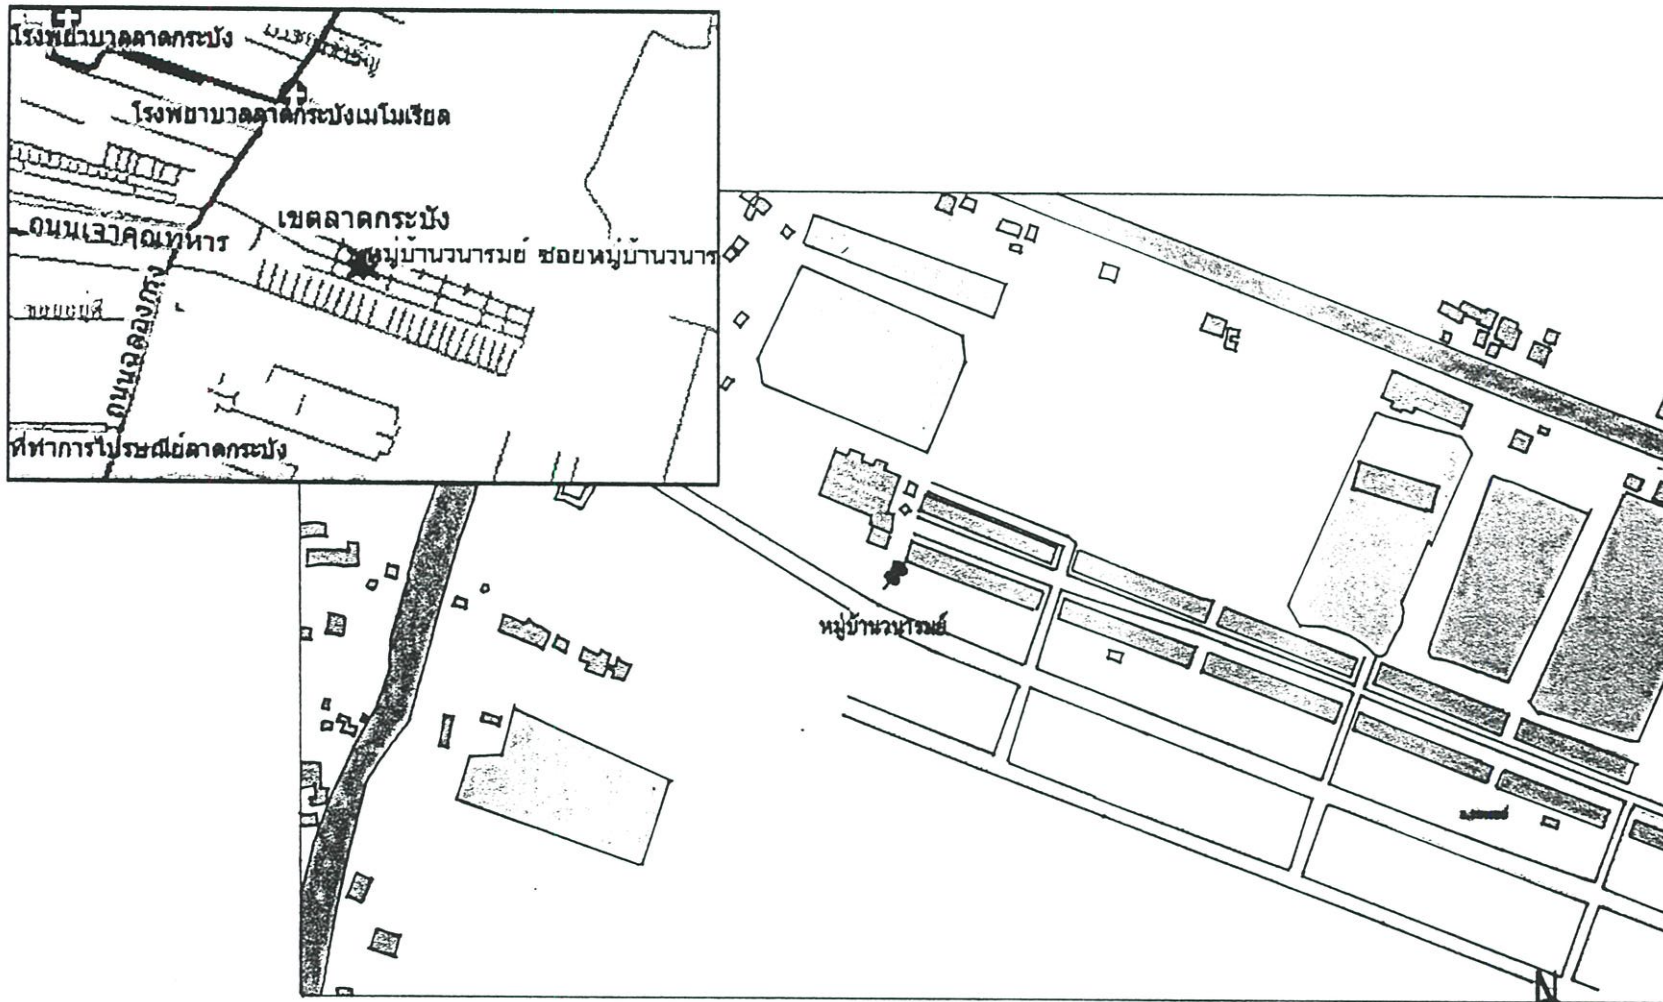 โรงพยาบาลลาดกระบัง
โรงพยาบาลลาดกระบังเมโมเรียล
เขตลาดกระบัง
ถนนเจ้าคุณทหาร
หมู่บ้านวนารมย์ ซอยหมู่บ้านวนาร
ถนนฉลองกรุง
ที่ทำการไปรษณีย์ลาดกระบัง
หมู่บ้านวนารมย์
N